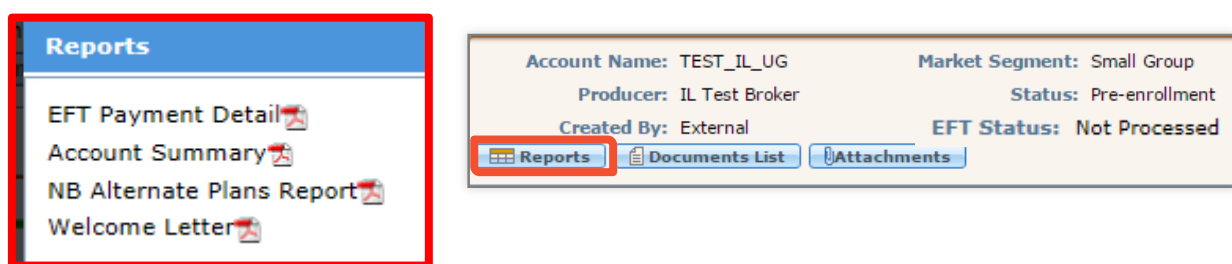 Reports
EFT Payment Detail
Account Summary
NB Alternate Plans Report
Welcome Letter
Account Name: TEST_IL_UG Market Segment: Small Group
Producer: IL Test Broker Status: Pre-enrollment
Created By: External EFT Status: Not Processed
Reports Documents List Attachments